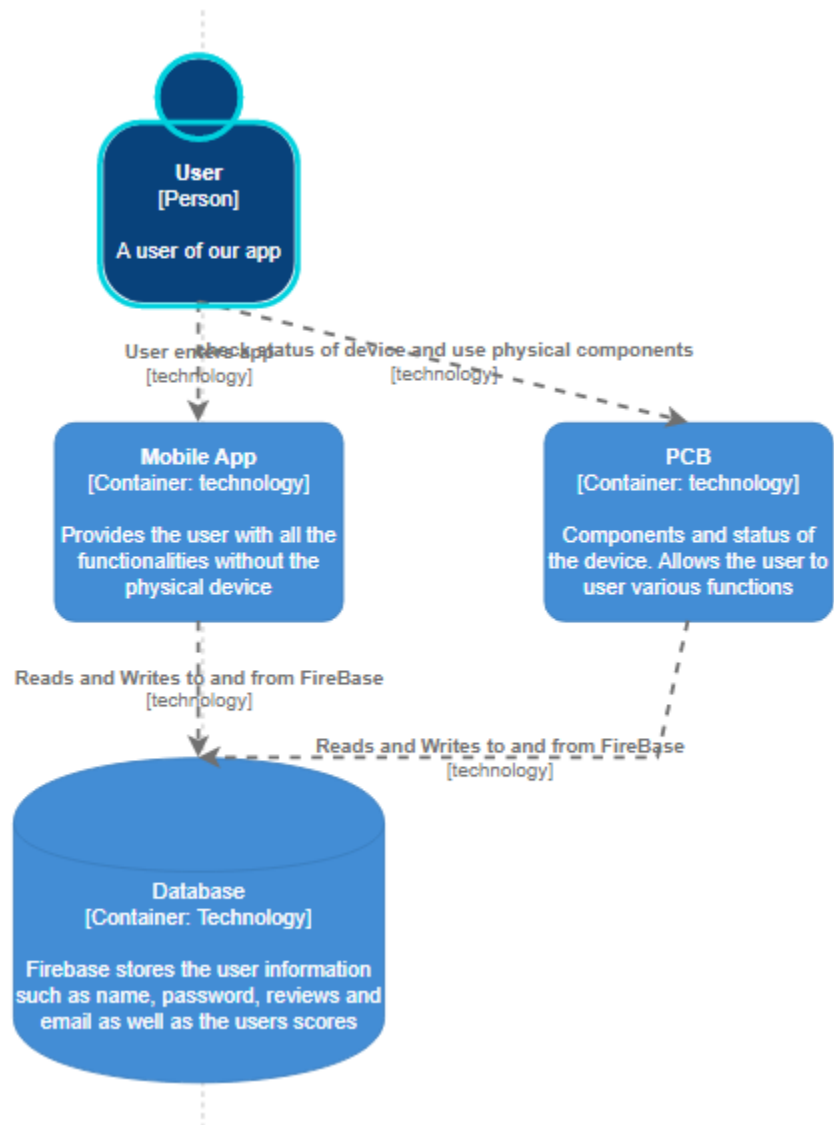 User
[Person]
A user of our app
User enters app
[technology]
check status of device and use physical components
[technology]
Mobile App
[Container: technology]
Provides the user with all the
functionalities without the
physical device
PCB
[Container: technology]
Components and status of
the device. Allows the user to
user various functions
Reads and Writes to and from FireBase
[technology]
Reads and Writes to and from FireBase
[technology]
Database
[Container: Technology]
Firebase stores the user information
such as name, password, reviews and
email as well as the users scores